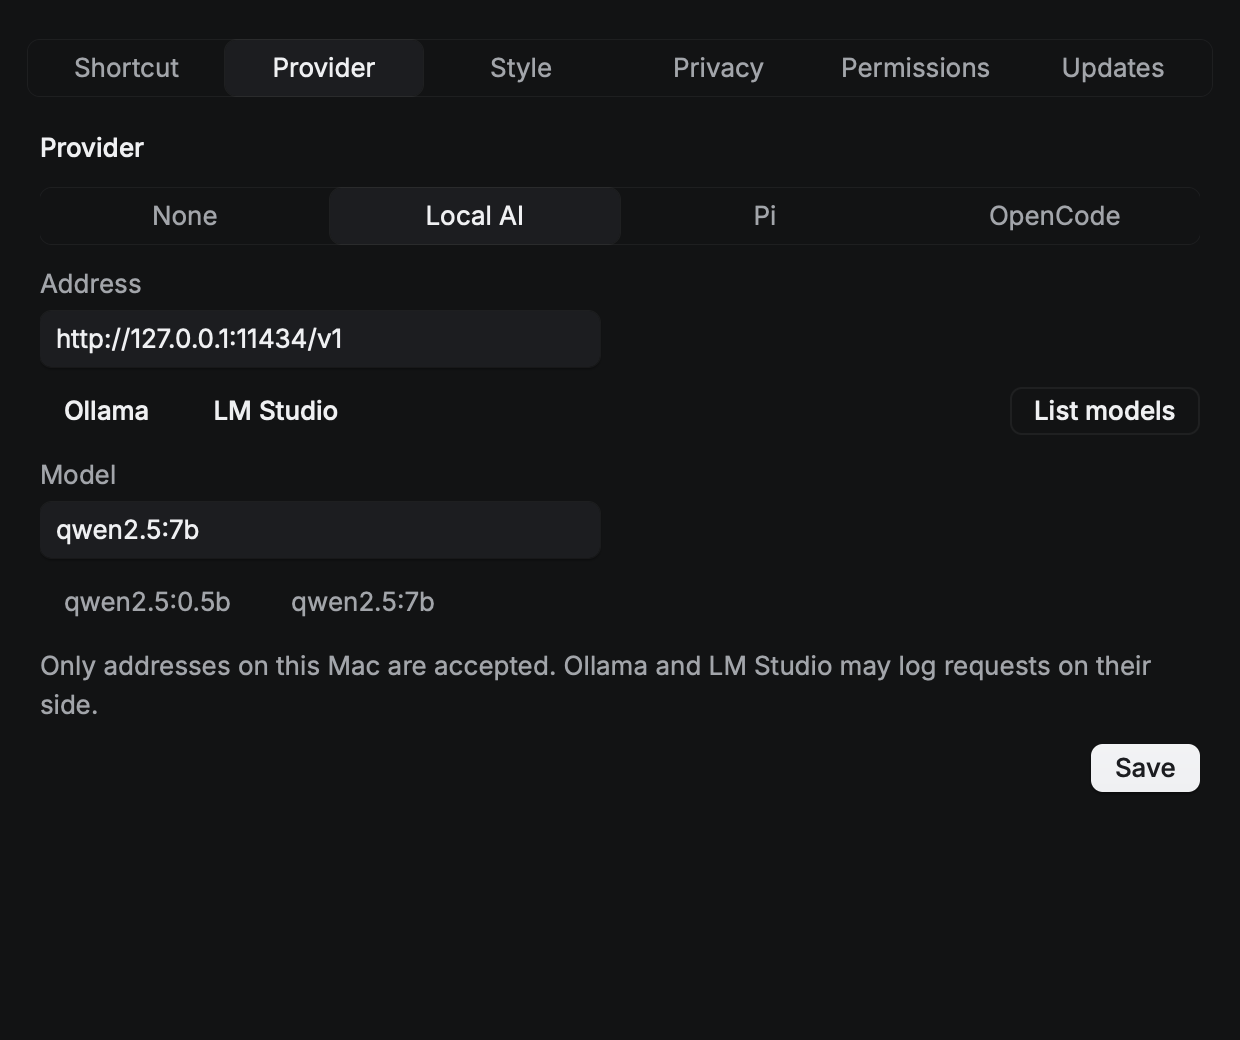 Shortcut Provider Style Privacy Permissions Updates
Provider
None Local AI Pi OpenCode
Address
http://127.0.0.1:11434/v1
Ollama LM Studio List models
Model
qwen2.5:7b
qwen2.5:0.5b qwen2.5:7b
Only addresses on this Mac are accepted. Ollama and LM Studio may log requests on their
side.
Save